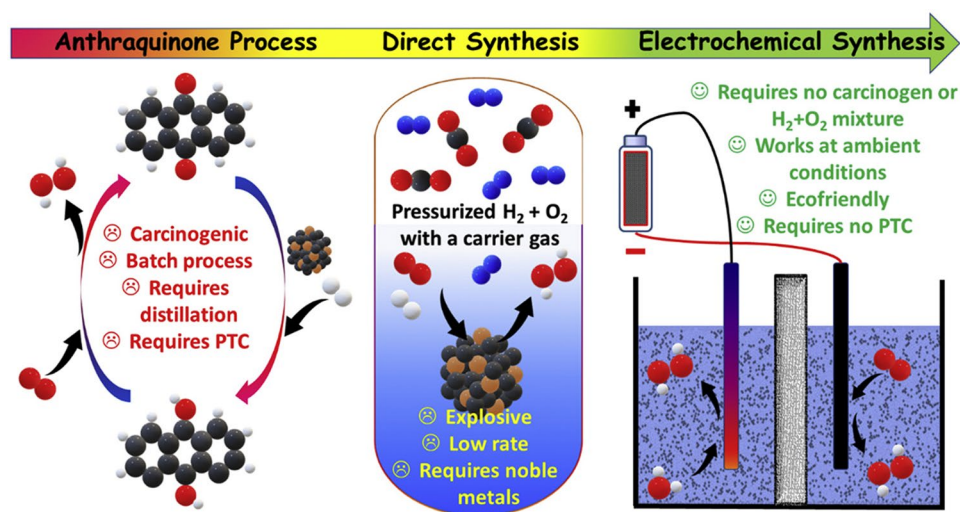 Anthraquinone Process
Direct Synthesis
Electrochemical Synthesis
☹ Carcinogenic
☹ Batch process
☹ Requires
distillation
☹ Requires PTC
Pressurized H₂ + O₂
with a carrier gas
☹ Explosive
☹ Low rate
☹ Requires noble
metals
☺ Requires no carcinogen or
H₂+O₂ mixture
☺ Works at ambient
conditions
☺ Ecofriendly
☺ Requires no PTC
+
−